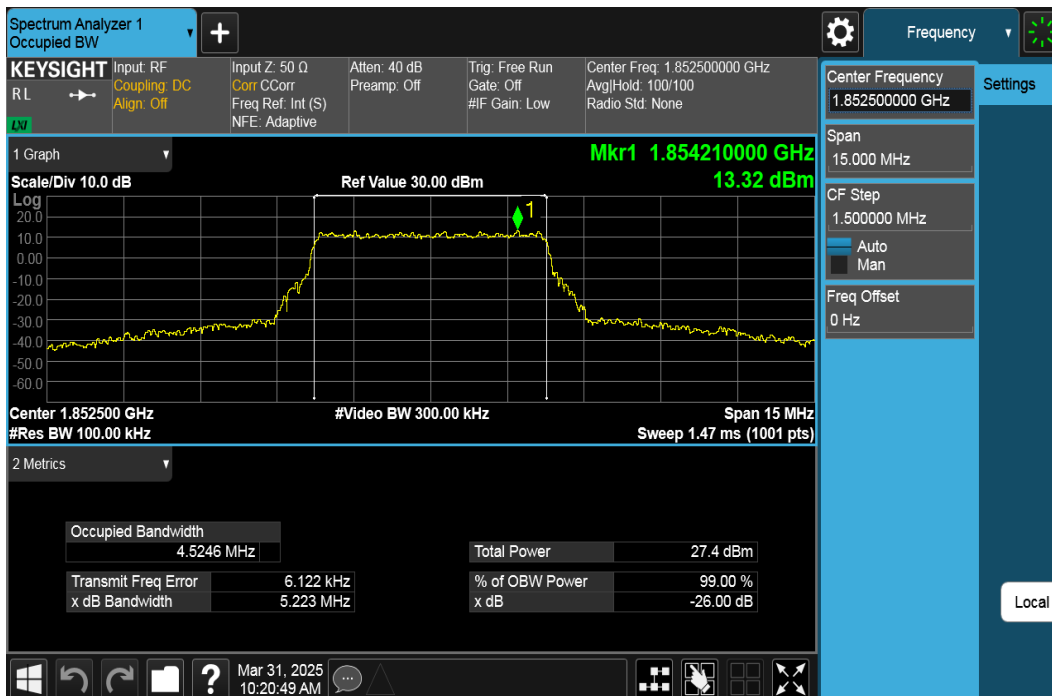 Spectrum Analyzer 1
Occupied BW
Frequency
KEYSIGHT
R L
LXI
Input: RF
Coupling: DC
Align: Off
Input Z: 50 Ω
Corr CCorr
Freq Ref: Int (S)
NFE: Adaptive
Atten: 40 dB
Preamp: Off
Trig: Free Run
Gate: Off
#IF Gain: Low
Center Freq: 1.852500000 GHz
Avg|Hold: 100/100
Radio Std: None
1 Graph
Mkr1 1.854210000 GHz
13.32 dBm
Scale/Div 10.0 dB
Ref Value 30.00 dBm
Log
20.0
10.0
0.00
-10.0
-20.0
-30.0
-40.0
-50.0
-60.0
1
Center 1.852500 GHz
#Video BW 300.00 kHz
Span 15 MHz
#Res BW 100.00 kHz
Sweep 1.47 ms (1001 pts)
2 Metrics
Occupied Bandwidth
4.5246 MHz
Total Power 27.4 dBm
Transmit Freq Error 6.122 kHz
% of OBW Power 99.00 %
x dB Bandwidth 5.223 MHz
x dB -26.00 dB
Center Frequency
1.852500000 GHz
Settings
Span
15.000 MHz
CF Step
1.500000 MHz
Auto
Man
Freq Offset
0 Hz
Local
?
Mar 31, 2025
10:20:49 AM